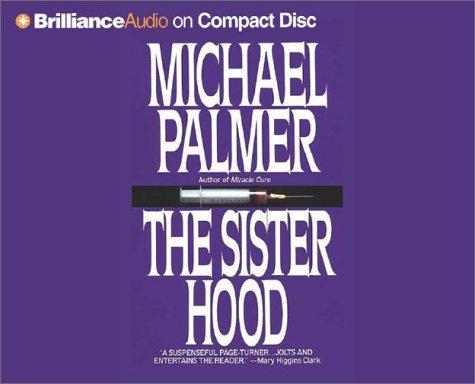 BrillianceAudio on Compact Disc
MICHAEL
PALMER
Author of Miracle Cure
THE SISTER
HOOD
"A SUSPENSEFUL PAGE-TURNER...JOLTS AND
ENTERTAINS THE READER." —Mary Higgins Clark